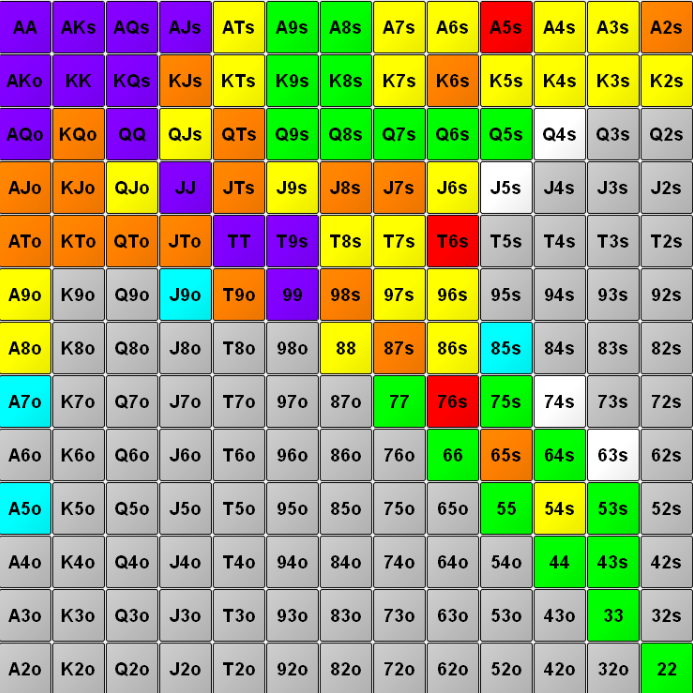 AA AKs AQs AJs ATs A9s A8s A7s A6s A5s A4s A3s A2s
AKo KK KQs KJs KTs K9s K8s K7s K6s K5s K4s K3s K2s
AQo KQo QQ QJs QTs Q9s Q8s Q7s Q6s Q5s Q4s Q3s Q2s
AJo KJo QJo JJ JTs J9s J8s J7s J6s J5s J4s J3s J2s
ATo KTo QTo JTo TT T9s T8s T7s T6s T5s T4s T3s T2s
A9o K9o Q9o J9o T9o 99 98s 97s 96s 95s 94s 93s 92s
A8o K8o Q8o J8o T8o 98o 88 87s 86s 85s 84s 83s 82s
A7o K7o Q7o J7o T7o 97o 87o 77 76s 75s 74s 73s 72s
A6o K6o Q6o J6o T6o 96o 86o 76o 66 65s 64s 63s 62s
A5o K5o Q5o J5o T5o 95o 85o 75o 65o 55 54s 53s 52s
A4o K4o Q4o J4o T4o 94o 84o 74o 64o 54o 44 43s 42s
A3o K3o Q3o J3o T3o 93o 83o 73o 63o 53o 43o 33 32s
A2o K2o Q2o J2o T2o 92o 82o 72o 62o 52o 42o 32o 22